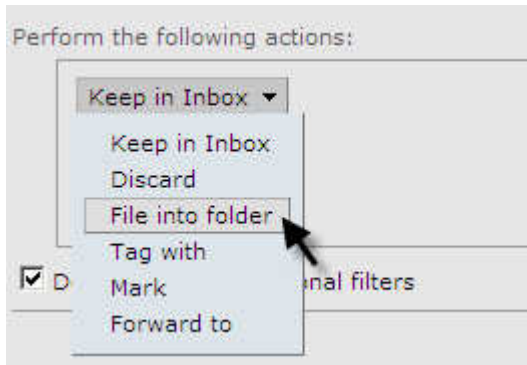 Perform the following actions:
Keep in Inbox
Keep in Inbox
Discard
File into folder
Tag with
Mark
Forward to
D nal filters